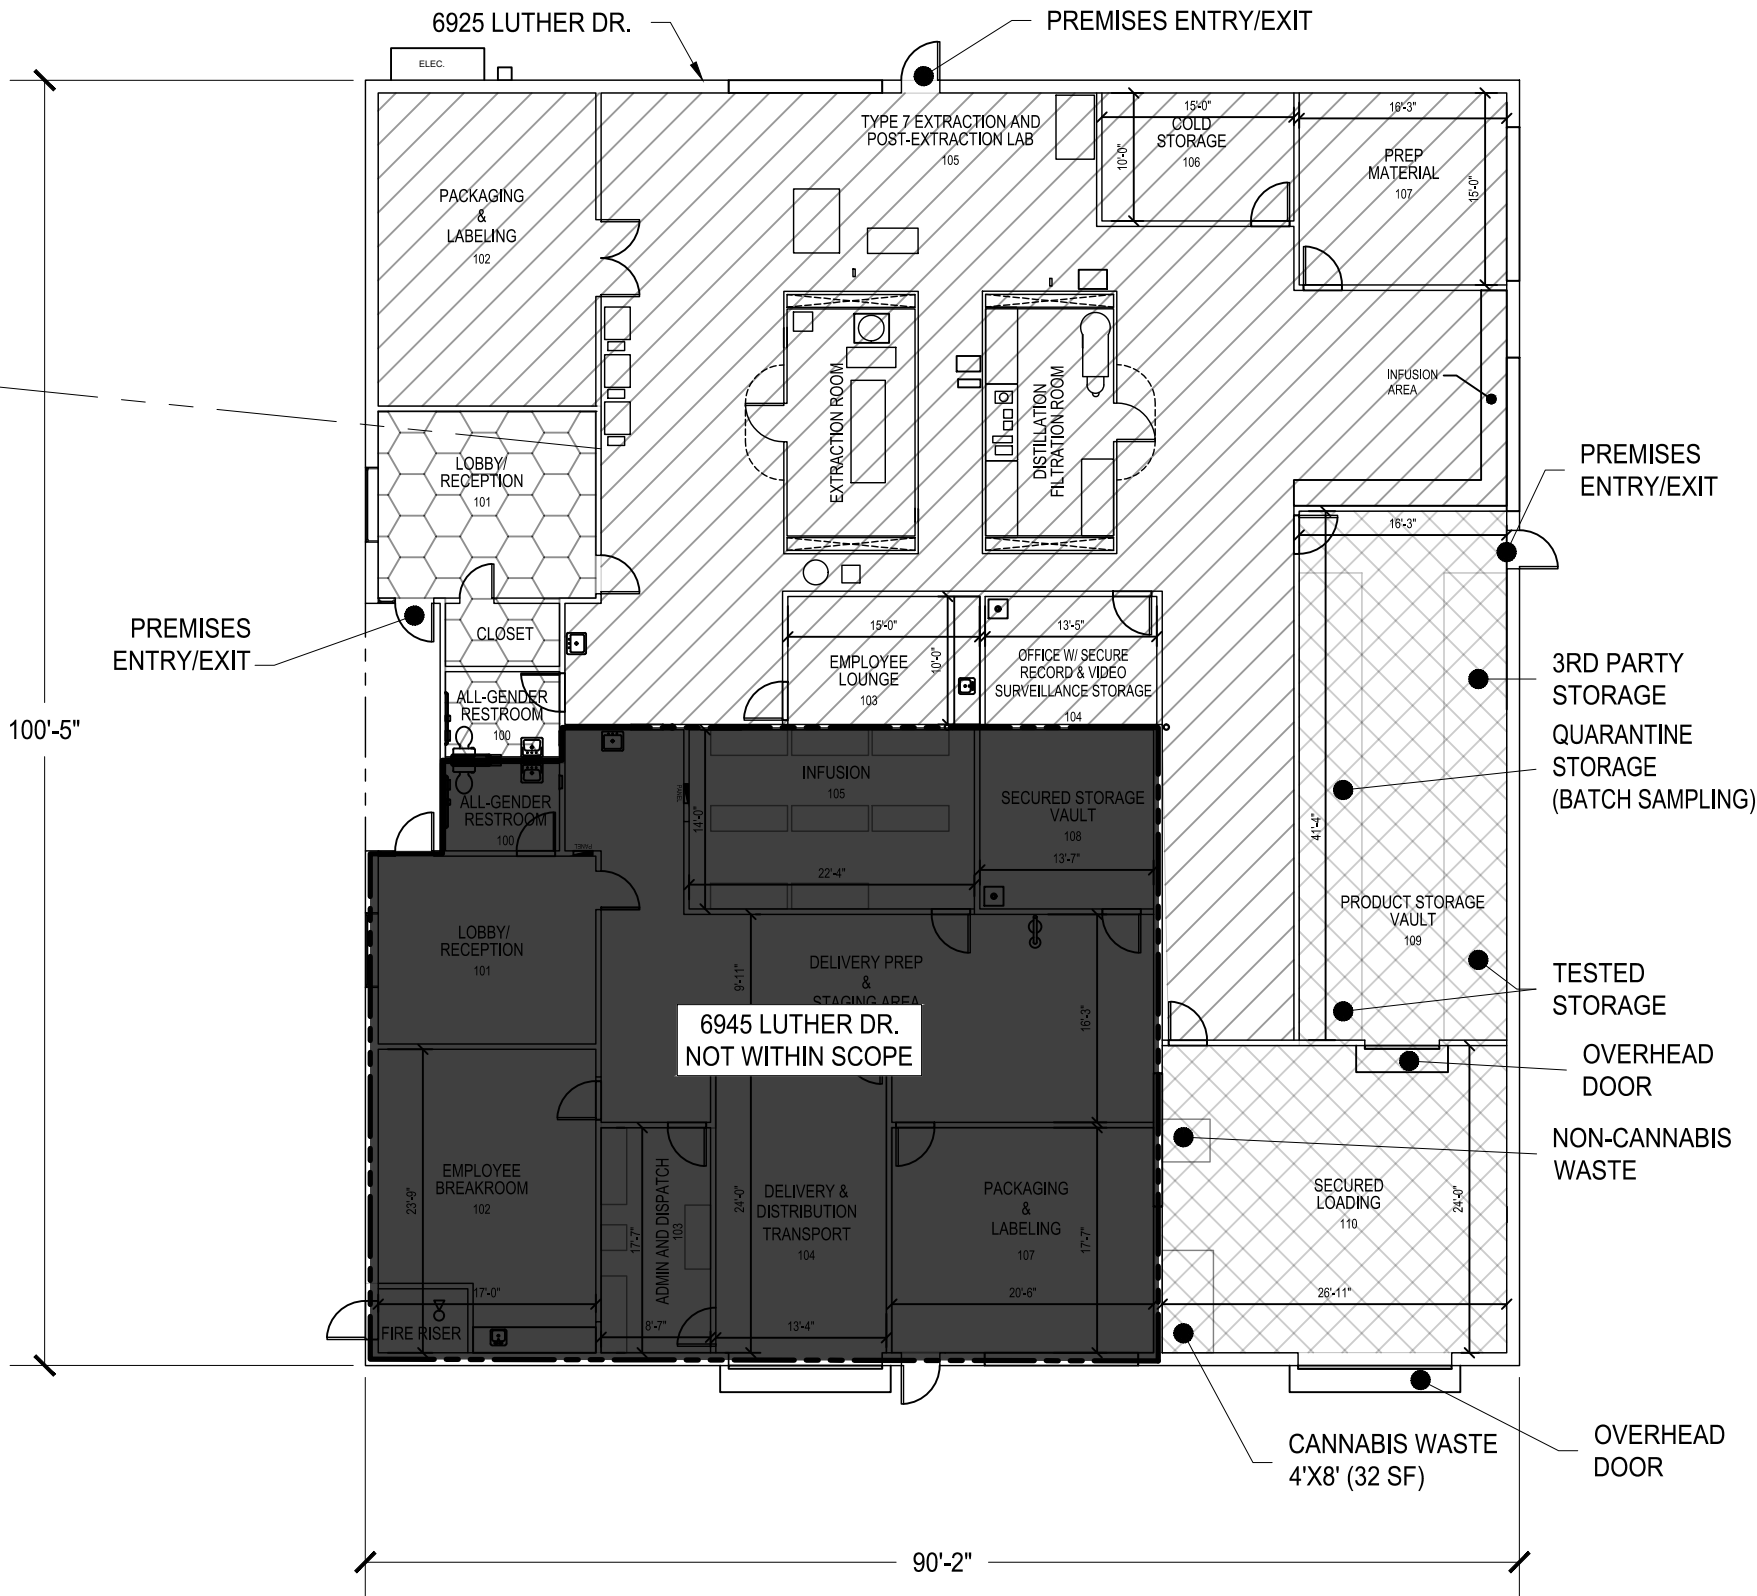 6925 LUTHER DR.
PREMISES ENTRY/EXIT
ELEC.
TYPE 7 EXTRACTION AND
POST-EXTRACTION LAB
105
15'-0"
COLD
STORAGE
106
10'-0"
16'-3"
PREP
MATERIAL
107
15'-0"
PACKAGING
&
LABELING
102
EXTRACTION ROOM
DISTILLATION
FILTRATION ROOM
INFUSION
AREA
LOBBY/
RECEPTION
101
PREMISES
ENTRY/EXIT
16'-3"
PREMISES
ENTRY/EXIT
CLOSET
15'-0"
EMPLOYEE
LOUNGE
103
10'-0"
13'-5"
OFFICE W/ SECURE
RECORD & VIDEO
SURVEILLANCE STORAGE
104
ALL-GENDER
RESTROOM
100
3RD PARTY
STORAGE
QUARANTINE
STORAGE
(BATCH SAMPLING)
100'-5"
ALL-GENDER
RESTROOM
100
PANEL
PANEL
INFUSION
105
14'-0"
22'-4"
SECURED STORAGE
VAULT
108
13'-7"
41'-4"
PRODUCT STORAGE
VAULT
109
LOBBY/
RECEPTION
101
DELIVERY PREP
&
STAGING AREA
9'-11"
16'-3"
6945 LUTHER DR.
NOT WITHIN SCOPE
TESTED
STORAGE
OVERHEAD
DOOR
NON-CANNABIS
WASTE
EMPLOYEE
BREAKROOM
102
23'-9"
17'-0"
FIRE RISER
ADMIN AND DISPATCH
103
17'-7"
8'-7"
24'-0"
DELIVERY &
DISTRIBUTION
TRANSPORT
104
13'-4"
PACKAGING
&
LABELING
107
17'-7"
20'-6"
SECURED
LOADING
110
24'-0"
26'-11"
CANNABIS WASTE
4'X8' (32 SF)
OVERHEAD
DOOR
90'-2"